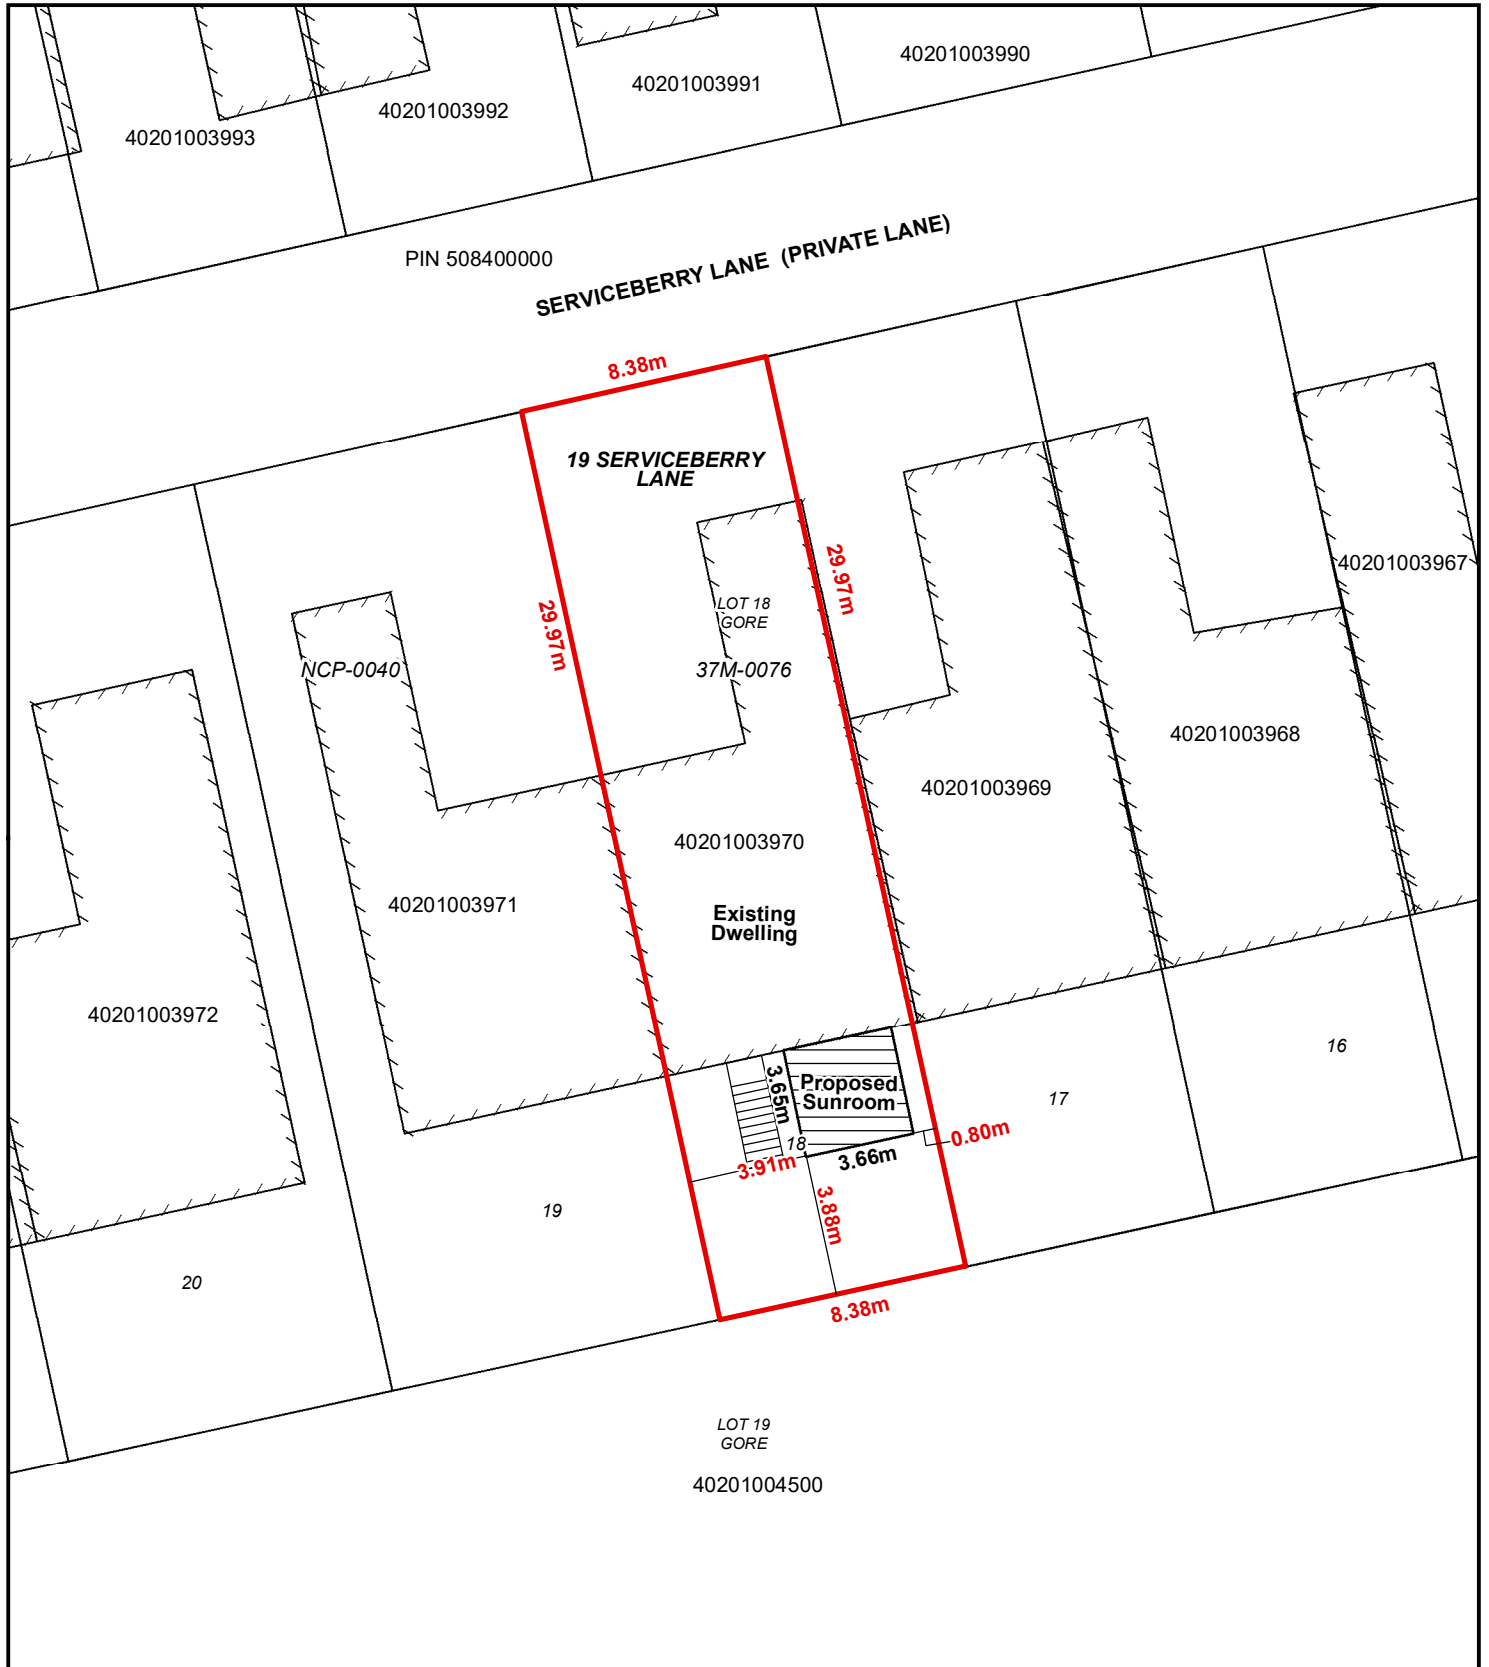 40201003990
40201003991
40201003992
40201003993
PIN 508400000
SERVICEBERRY LANE (PRIVATE LANE)
8.38m
19 SERVICEBERRY
LANE
29.97m
29.97m
LOT 18
GORE
NCP-0040
37M-0076
40201003967
40201003968
40201003969
40201003970
40201003971
Existing
Dwelling
40201003972
16
17
3.65m
Proposed
Sunroom
18
0.80m
3.91m
3.66m
3.88m
19
20
8.38m
LOT 19
GORE
40201004500